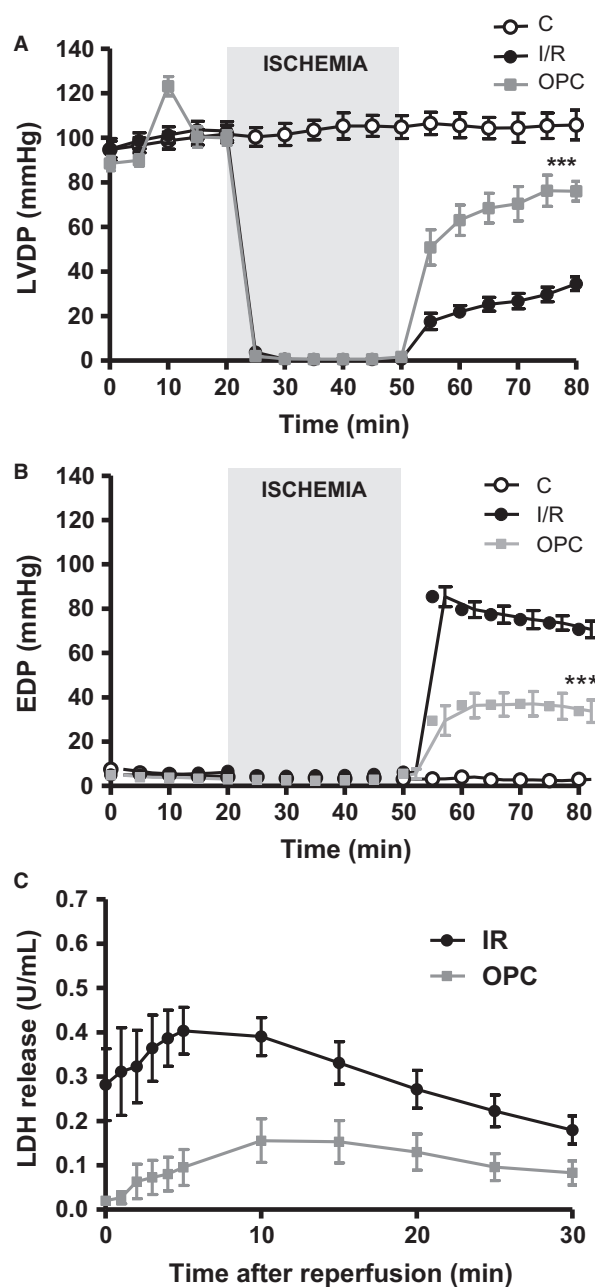 A
C
I/R
OPC
ISCHEMIA
140
120
100
80
60
40
20
0
LVDP (mmHg)
***
0 10 20 30 40 50 60 70 80
Time (min)
B
C
I/R
OPC
ISCHEMIA
140
120
100
80
60
40
20
0
EDP (mmHg)
***
0 10 20 30 40 50 60 70 80
Time (min)
C
IR
OPC
0.7
0.6
0.5
0.4
0.3
0.2
0.1
0.0
LDH release (U/mL)
0 10 20 30
Time after reperfusion (min)